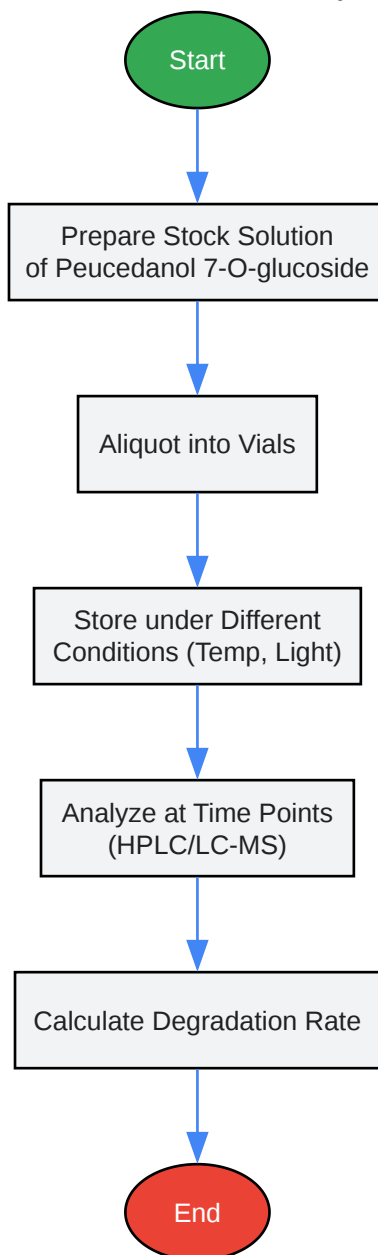 Start
Prepare Stock Solution
of Peucedanol 7-O-glucoside
Aliquot into Vials
Store under Different
Conditions (Temp, Light)
Analyze at Time Points
(HPLC/LC-MS)
Calculate Degradation Rate
End